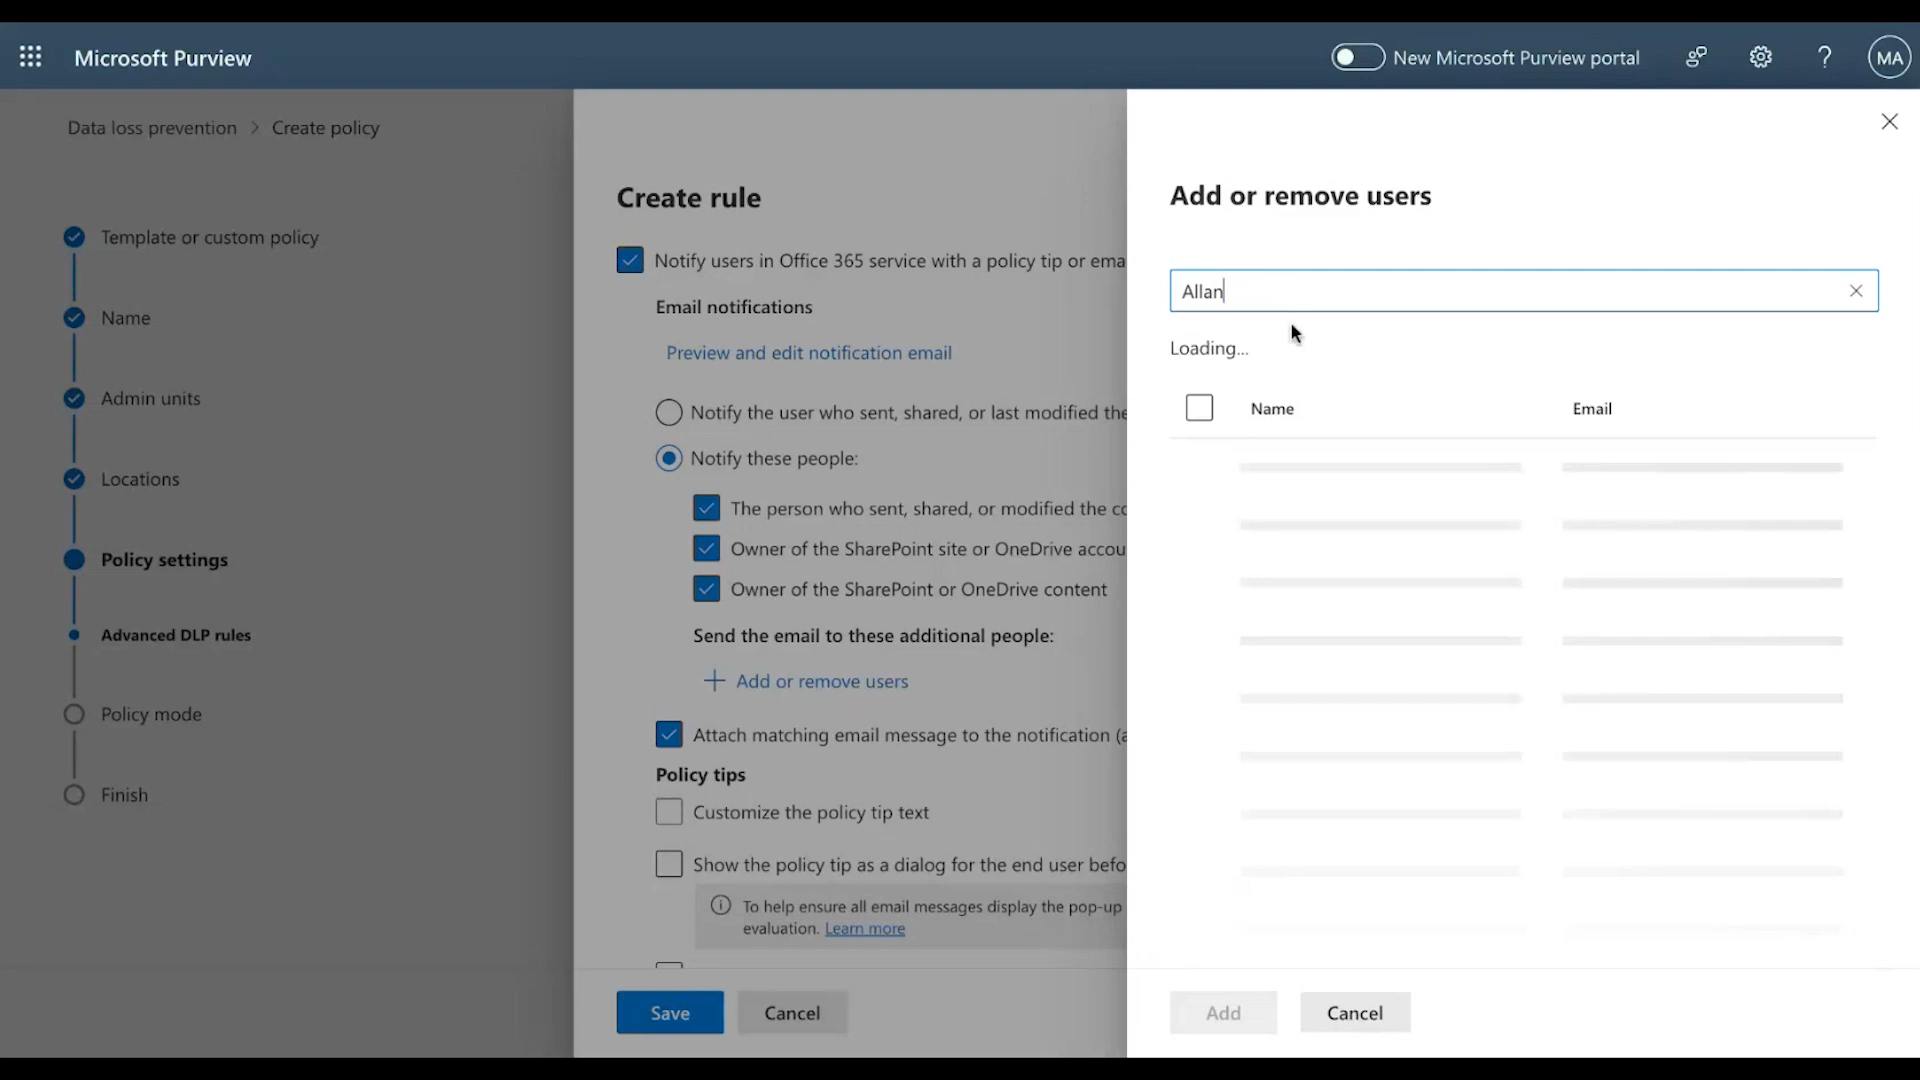 Microsoft Purview
New Microsoft Purview portal
?
MA
Data loss prevention > Create policy
Template or custom policy
Name
Admin units
Locations
Policy settings
Advanced DLP rules
Policy mode
Finish
Create rule
Notify users in Office 365 service with a policy tip or ema
Email notifications
Preview and edit notification email
Notify the user who sent, shared, or last modified the
Notify these people:
The person who sent, shared, or modified the co
Owner of the SharePoint site or OneDrive accou
Owner of the SharePoint or OneDrive content
Send the email to these additional people:
Add or remove users
Attach matching email message to the notification (a
Policy tips
Customize the policy tip text
Show the policy tip as a dialog for the end user befo
To help ensure all email messages display the pop-up
evaluation. Learn more
Save
Cancel
Add or remove users
Allan
Loading...
Name
Email
Add
Cancel